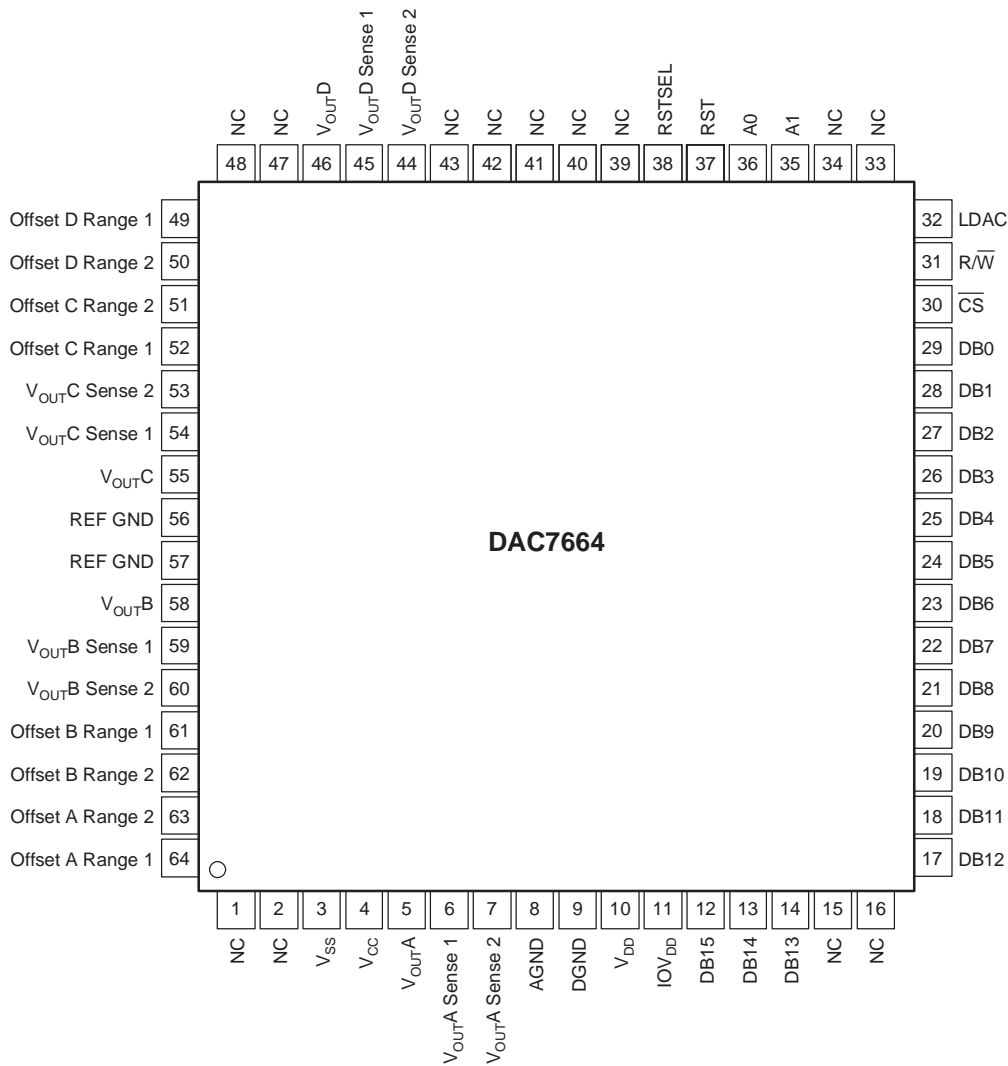 NC
NC
VOUTD
VOUTD Sense 1
VOUTD Sense 2
NC
NC
NC
NC
NC
RSTSEL
RST
A0
A1
NC
NC
48
47
46
45
44
43
42
41
40
39
38
37
36
35
34
33
Offset D Range 1 49
Offset D Range 2 50
Offset C Range 2 51
Offset C Range 1 52
VOUTC Sense 2 53
VOUTC Sense 1 54
VOUTC 55
REF GND 56
REF GND 57
VOUTB 58
VOUTB Sense 1 59
VOUTB Sense 2 60
Offset B Range 1 61
Offset B Range 2 62
Offset A Range 2 63
Offset A Range 1 64
DAC7664
32 LDAC
31 R/W̅
30 C̅S̅
29 DB0
28 DB1
27 DB2
26 DB3
25 DB4
24 DB5
23 DB6
22 DB7
21 DB8
20 DB9
19 DB10
18 DB11
17 DB12
1
2
3
4
5
6
7
8
9
10
11
12
13
14
15
16
NC
NC
VSS
VCC
VOUTA
VOUTA Sense 1
VOUTA Sense 2
AGND
DGND
VDD
IOVDD
DB15
DB14
DB13
NC
NC